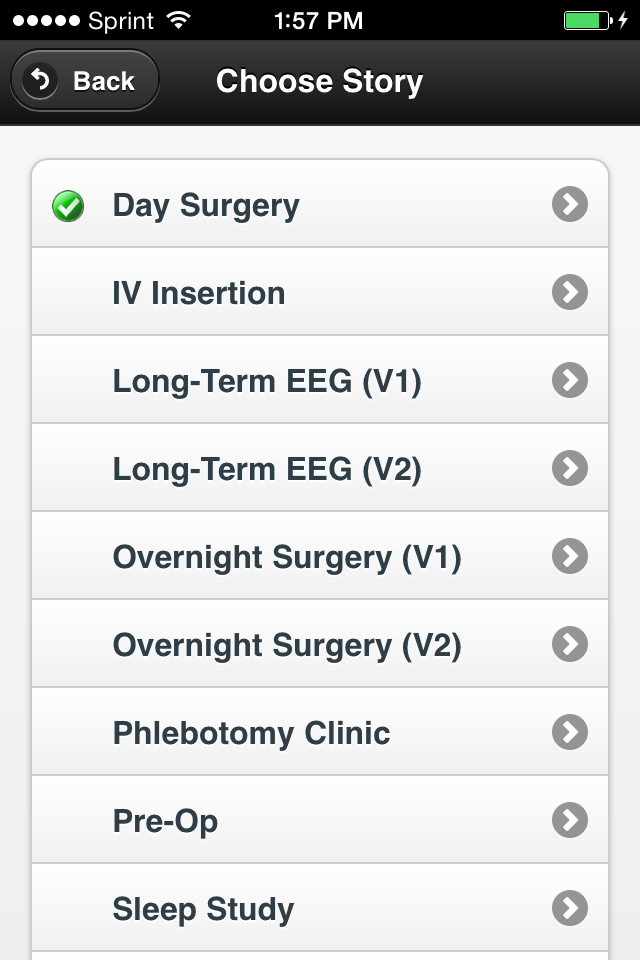 Sprint 1:57 PM
Back Choose Story
Day Surgery
IV Insertion
Long-Term EEG (V1)
Long-Term EEG (V2)
Overnight Surgery (V1)
Overnight Surgery (V2)
Phlebotomy Clinic
Pre-Op
Sleep Study